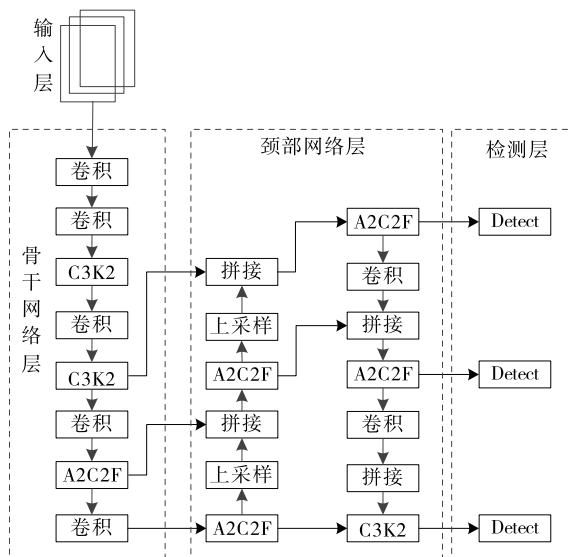 输入层
骨干网络层
卷积
卷积
C3K2
卷积
C3K2
卷积
A2C2F
卷积
颈部网络层
拼接
上采样
A2C2F
拼接
上采样
A2C2F
A2C2F
卷积
拼接
A2C2F
卷积
拼接
C3K2
检测层
Detect
Detect
Detect